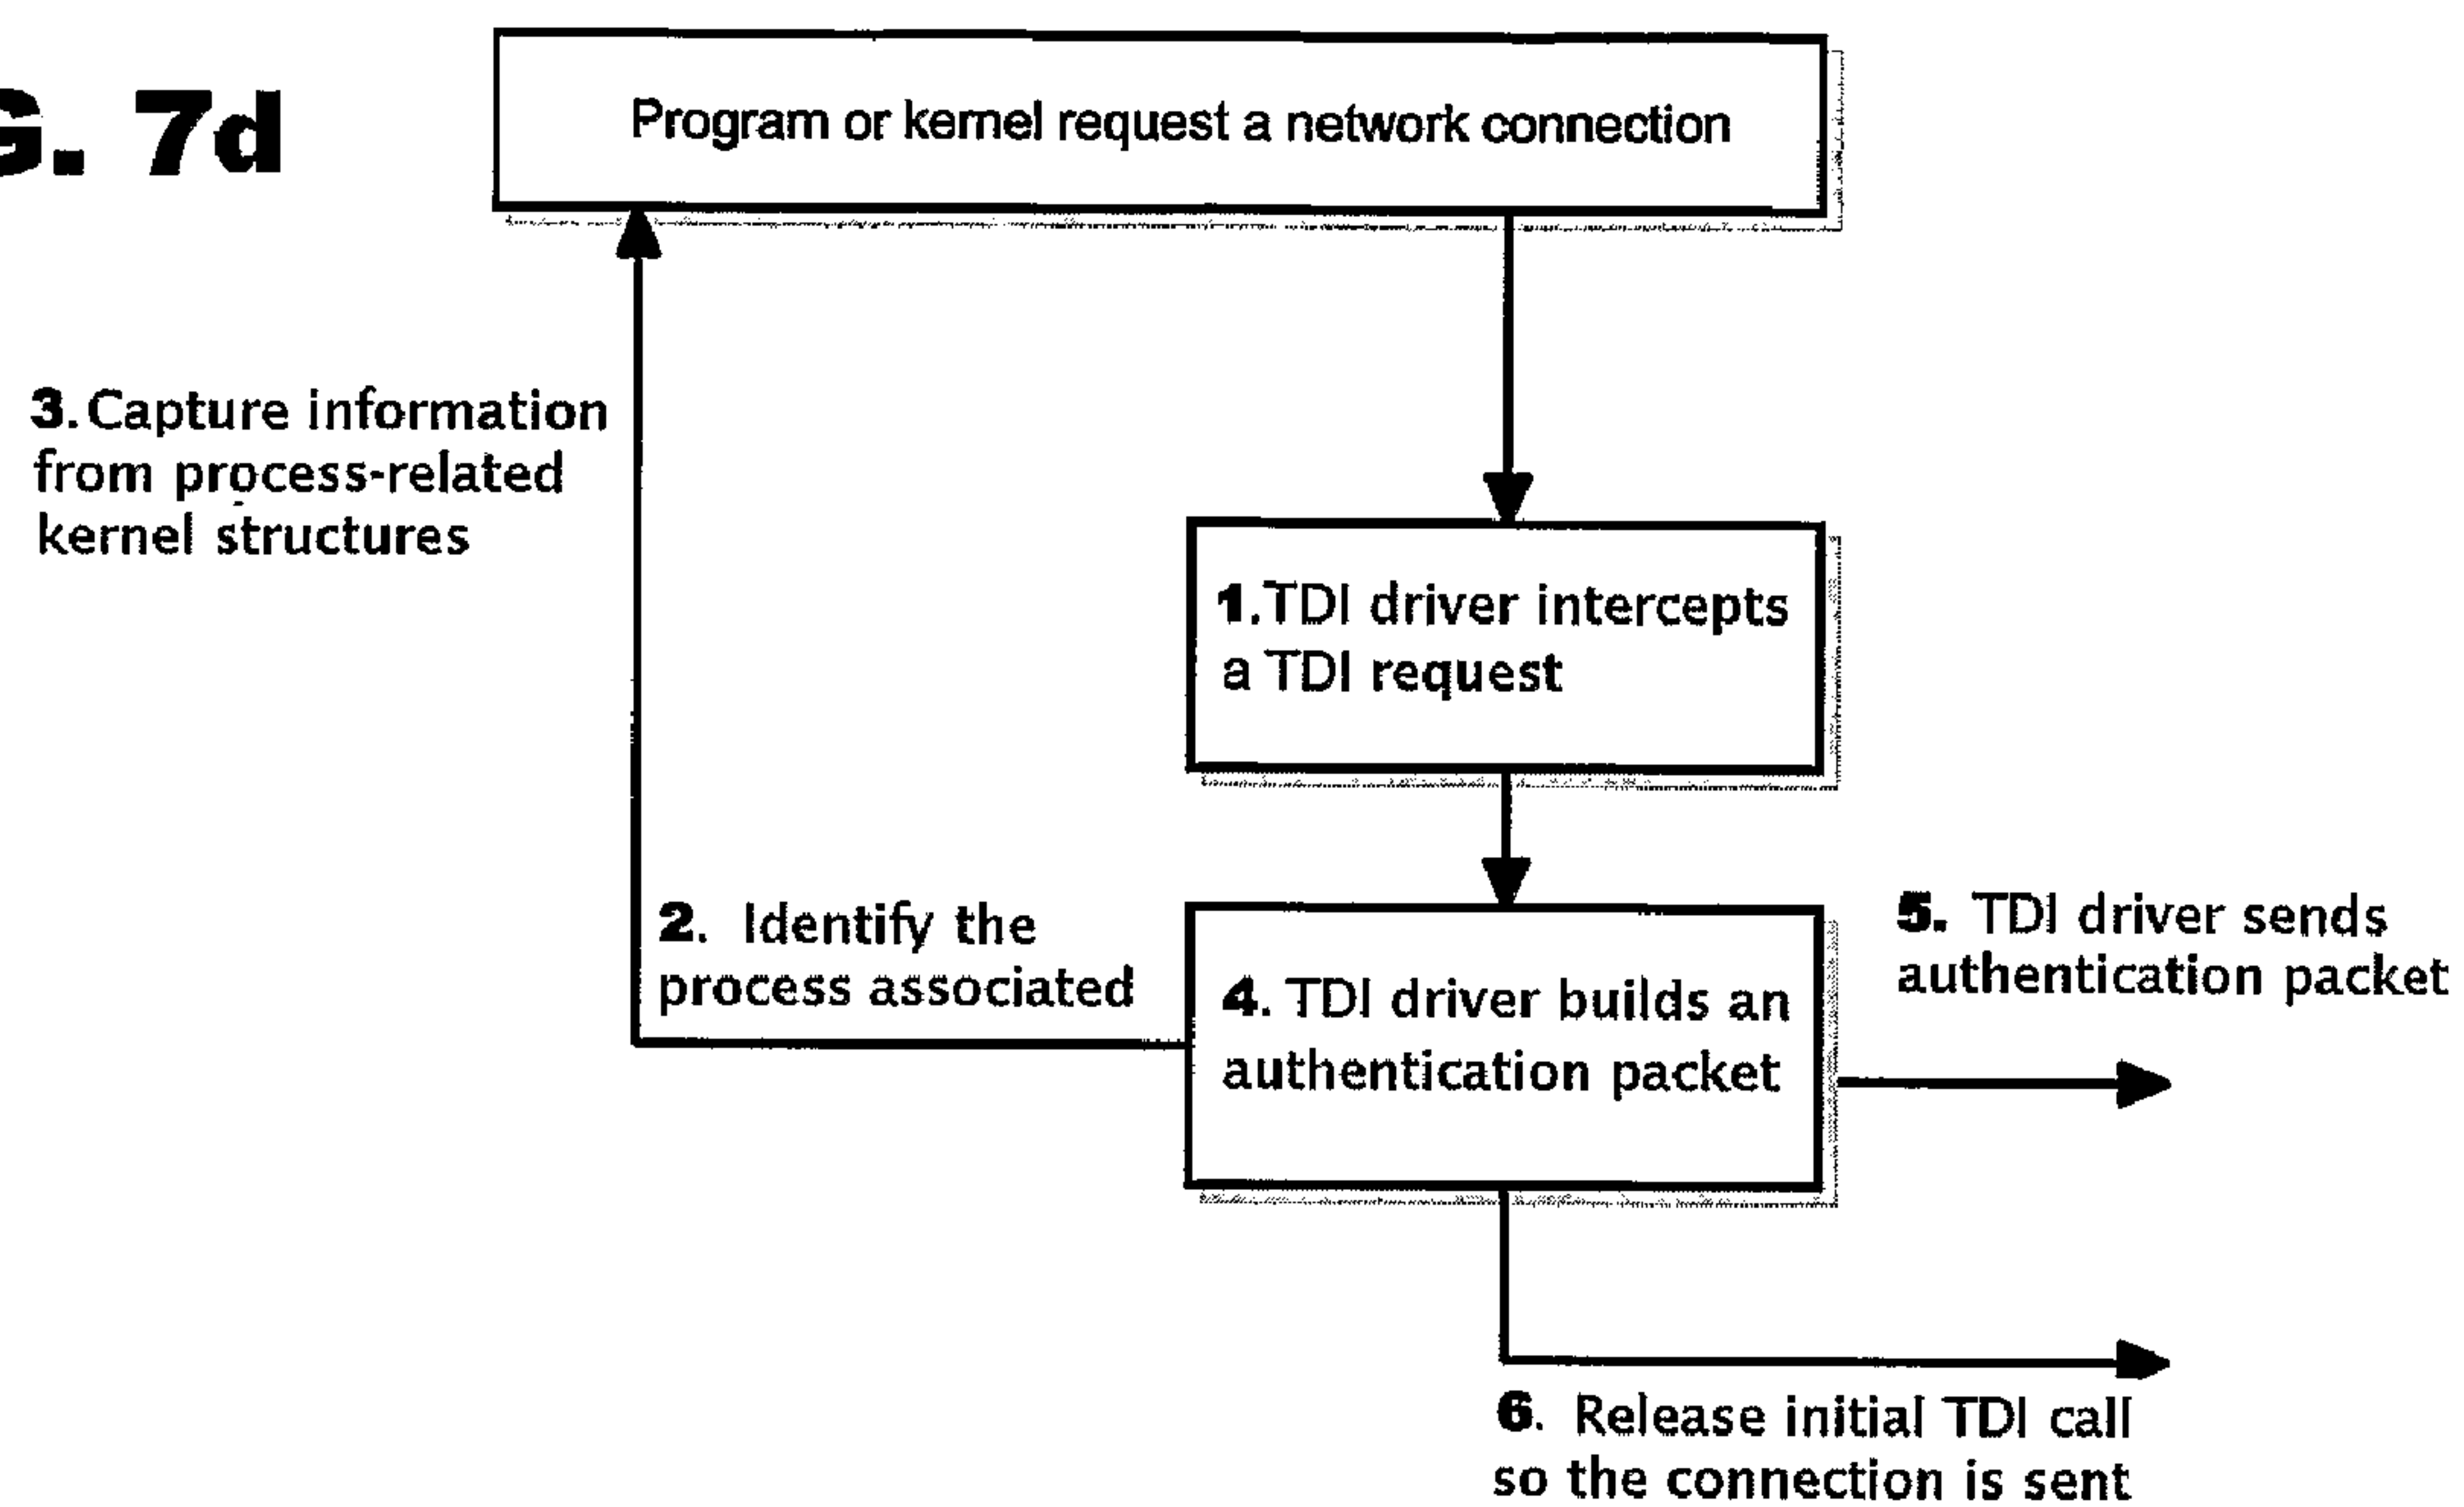 G. 7d
Program or kernel request a network connection
3. Capture information
from process-related
kernel structures
1. TDI driver intercepts
a TDI request
2. Identify the
process associated
4. TDI driver builds an
authentication packet
5. TDI driver sends
authentication packet
6. Release initial TDI call
so the connection is sent